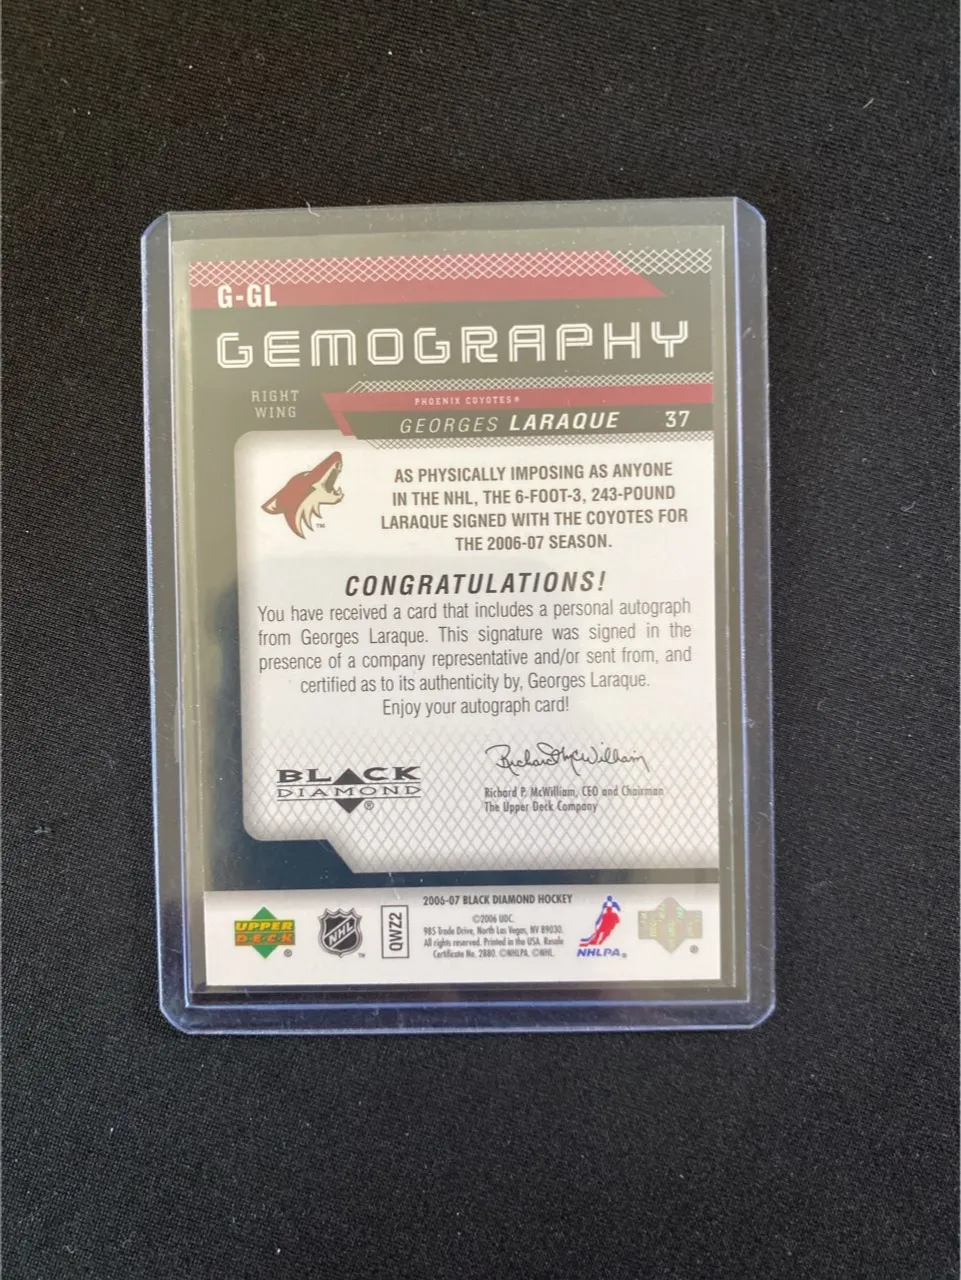 G-GL
GEMOGRAPHY
RIGHT
WING
PHOENIX COYOTES®
GEORGES LARAQUE 37
AS PHYSICALLY IMPOSING AS ANYONE
IN THE NHL, THE 6-FOOT-3, 243-POUND
LARAQUE SIGNED WITH THE COYOTES FOR
THE 2006-07 SEASON.
TM
CONGRATULATIONS!
You have received a card that includes a personal autograph
from Georges Laraque. This signature was signed in the
presence of a company representative and/or sent from, and
certified as to its authenticity by, Georges Laraque.
Enjoy your autograph card!
BLACK
DIAMOND®
Richard McWilliam
Richard P. McWilliam, CEO and Chairman
The Upper Deck Company
2006-07 BLACK DIAMOND HOCKEY
©2006 UDC.
985 Trade Drive, North Las Vegas, NV 89030.
All rights reserved. Printed in the USA. Resale
Certificate No. 2880. ©NHLPA. ©NHL.
UPPER
DECK®
NHL TM
QWZ2
NHLPA®
®